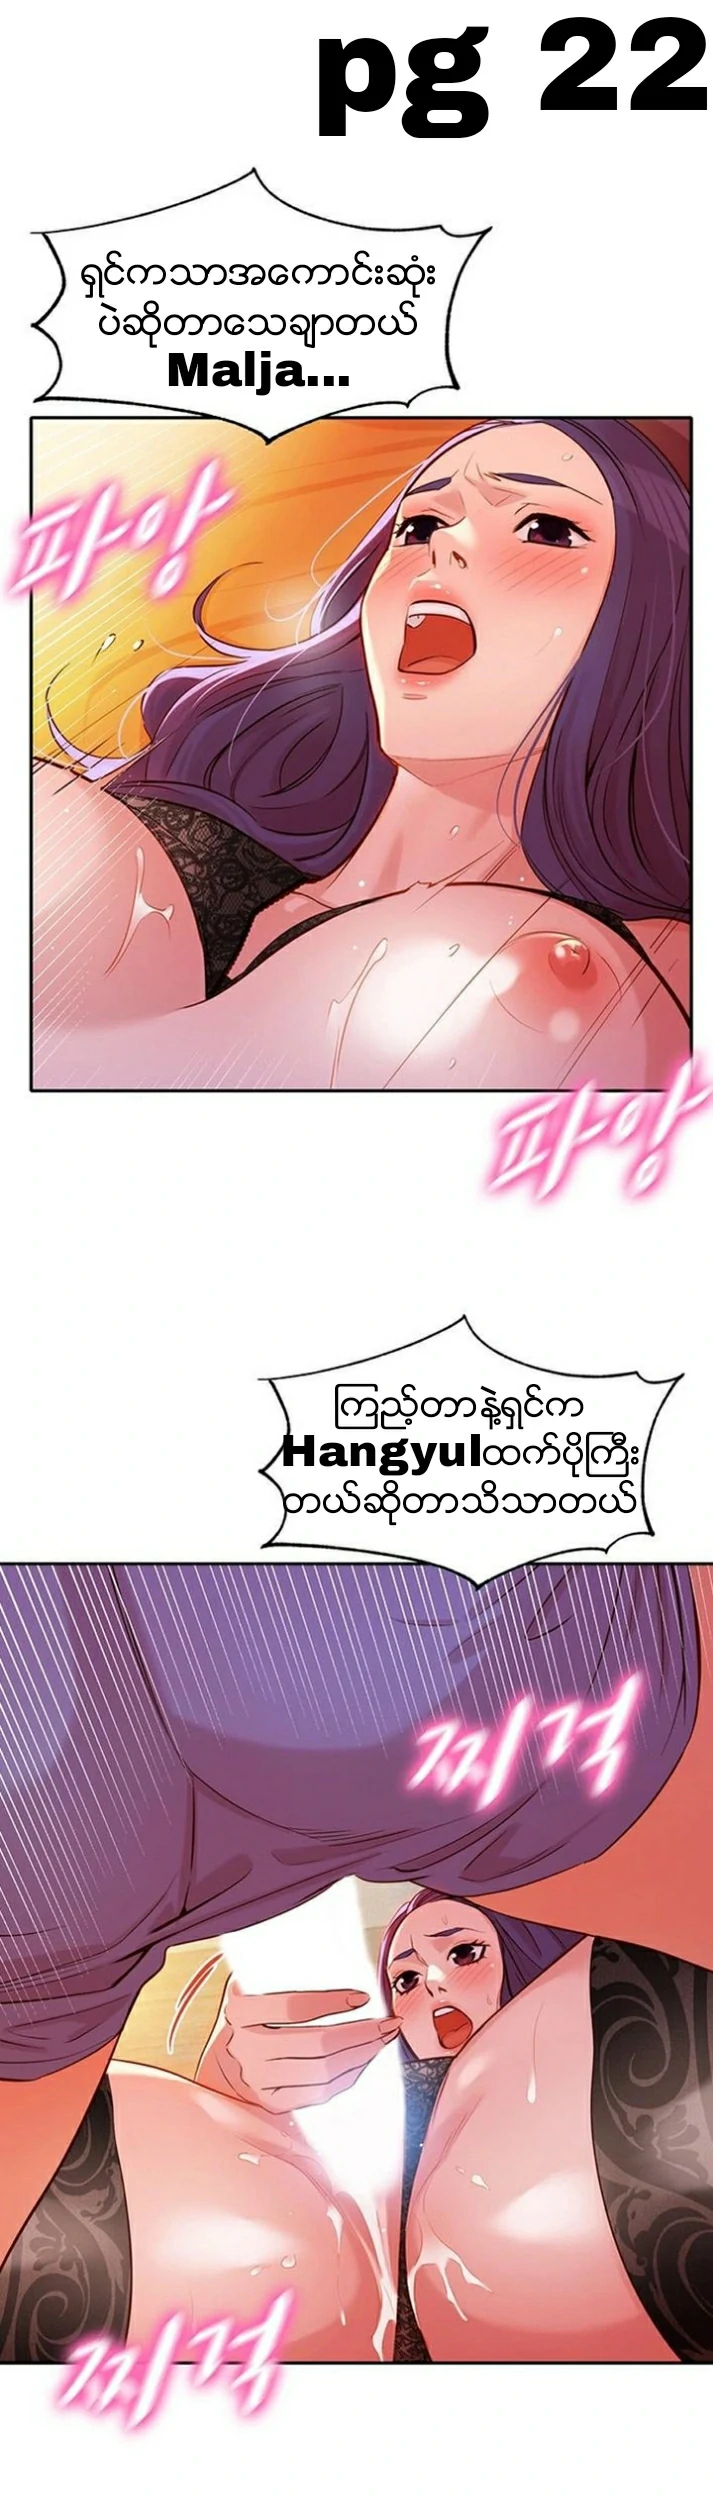 pg 22
ရှင်ကသာအကောင်းဆုံး
ပဲဆိုတာသေချာတယ်
Malja...
파앙
파앙
ကြည့်တာနဲ့ရှင်က
Hangyulထက်ပိုကြီး
တယ်ဆိုတာသိသာတယ်
찌걱
찌걱